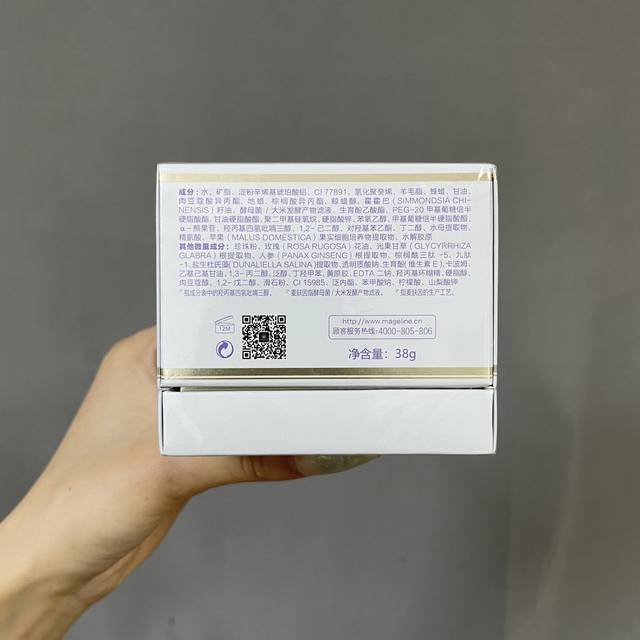 成分：水、矿脂、淀粉辛烯基琥珀酸铝、CI 77891、氢化聚癸烯、羊毛脂、蜂蜡、甘油、
肉豆蔻酸异丙酯、地蜡、棕榈酸异丙酯、鲸蜡醇、霍霍巴 (SIMMONDSIA CHI-
NENSIS) 籽油、酵母菌 / 大米发酵产物滤液、生育酚乙酸酯、PEG-20 甲基葡糖倍半
硬脂酸酯、甘油硬脂酸酯、聚二甲基硅氧烷、硬脂酸锌、苯氧乙醇、甲基葡糖倍半硬脂酸酯、
α-熊果苷、羟丙基四氢吡喃三醇、1,2-己二醇、对羟基苯乙酮、丁二醇、水母提取物、
精氨酸、苹果 (MALUS DOMESTICA) 果实细胞培养物提取物、水解胶原
其他微量成分：珍珠粉、玫瑰 (ROSA RUGOSA) 花油、光果甘草 (GLYCYRRHIZA
GLABRA) 根提取物、人参 (PANAX GINSENG) 根提取物、棕榈酰三肽-5、九肽
-1、盐生杜氏藻( DUNALIELLA SALINA )提取物、透明质酸钠、生育酚( 维生素 E )、卡波姆、
乙基己基甘油、1,3-丙二醇、泛醇、丁羟甲苯、黄原胶、EDTA 二钠、羟丙基环糊精、硬脂醇、
肉豆蔻醇、1,2-戊二醇、滑石粉、CI 15985、泛内酯、苯甲酸钠、柠檬酸、山梨酸钾
12M
http://www.mageline.cn
顾客服务热线：4000-805-806
净含量：38g